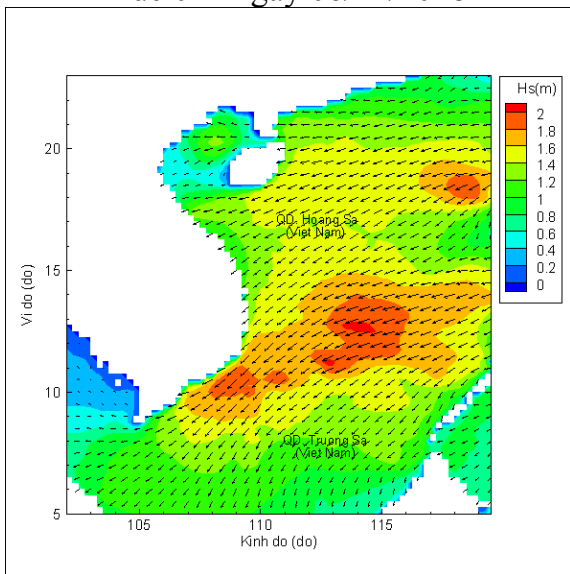 Hs(m)
2
1.8
1.6
1.4
1.2
1
0.8
0.6
0.4
0.2
0
20
15
10
5
Vi do (do)
QD. Hoang Sa
(Viet Nam)
QD. Truong Sa
(Viet Nam)
105
110
115
Kinh do (do)